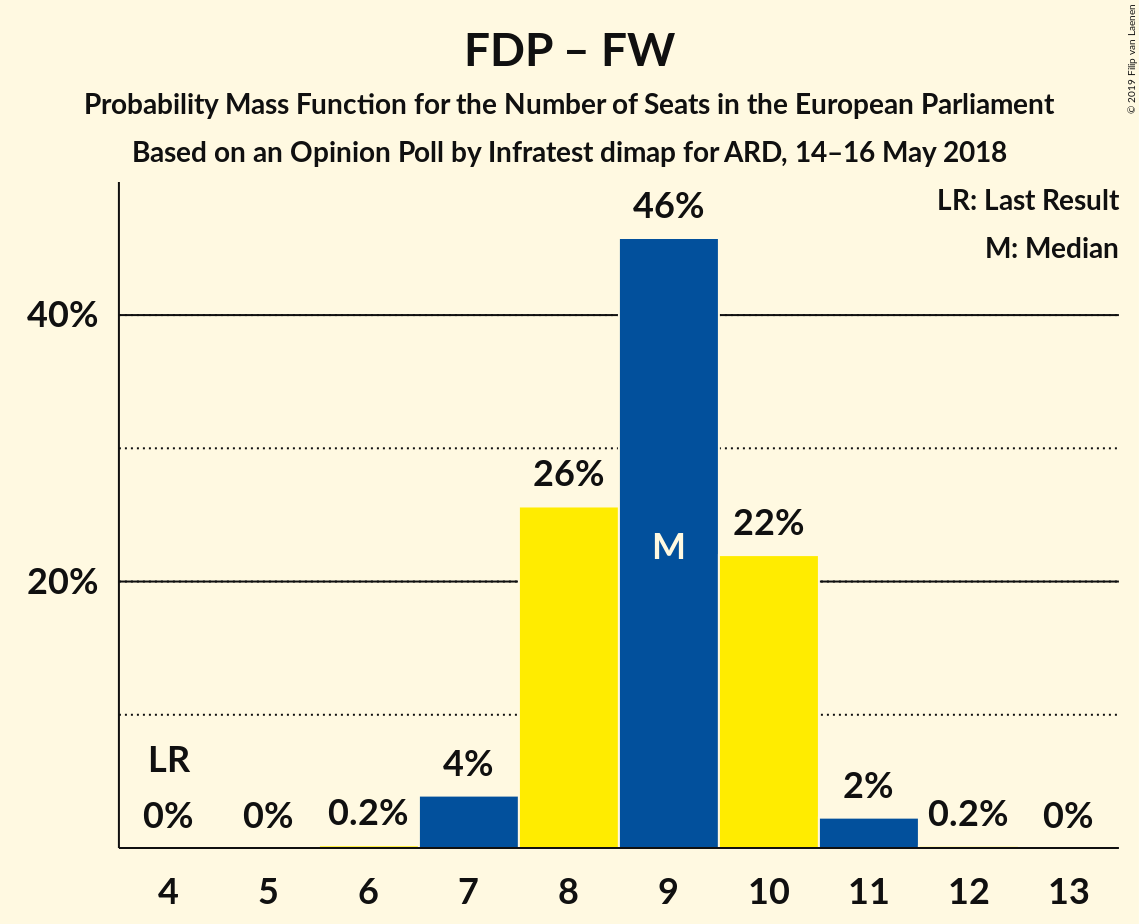 FDP – FW
Probability Mass Function for the Number of Seats in the European Parliament
Based on an Opinion Poll by Infratest dimap for ARD, 14–16 May 2018
© 2019 Filip van Laenen
LR: Last Result
M: Median
46%
40%
26%
22%
M
20%
LR
4%
2%
0%
0%
0.2%
0.2%
0%
4 5 6 7 8 9 10 11 12 13